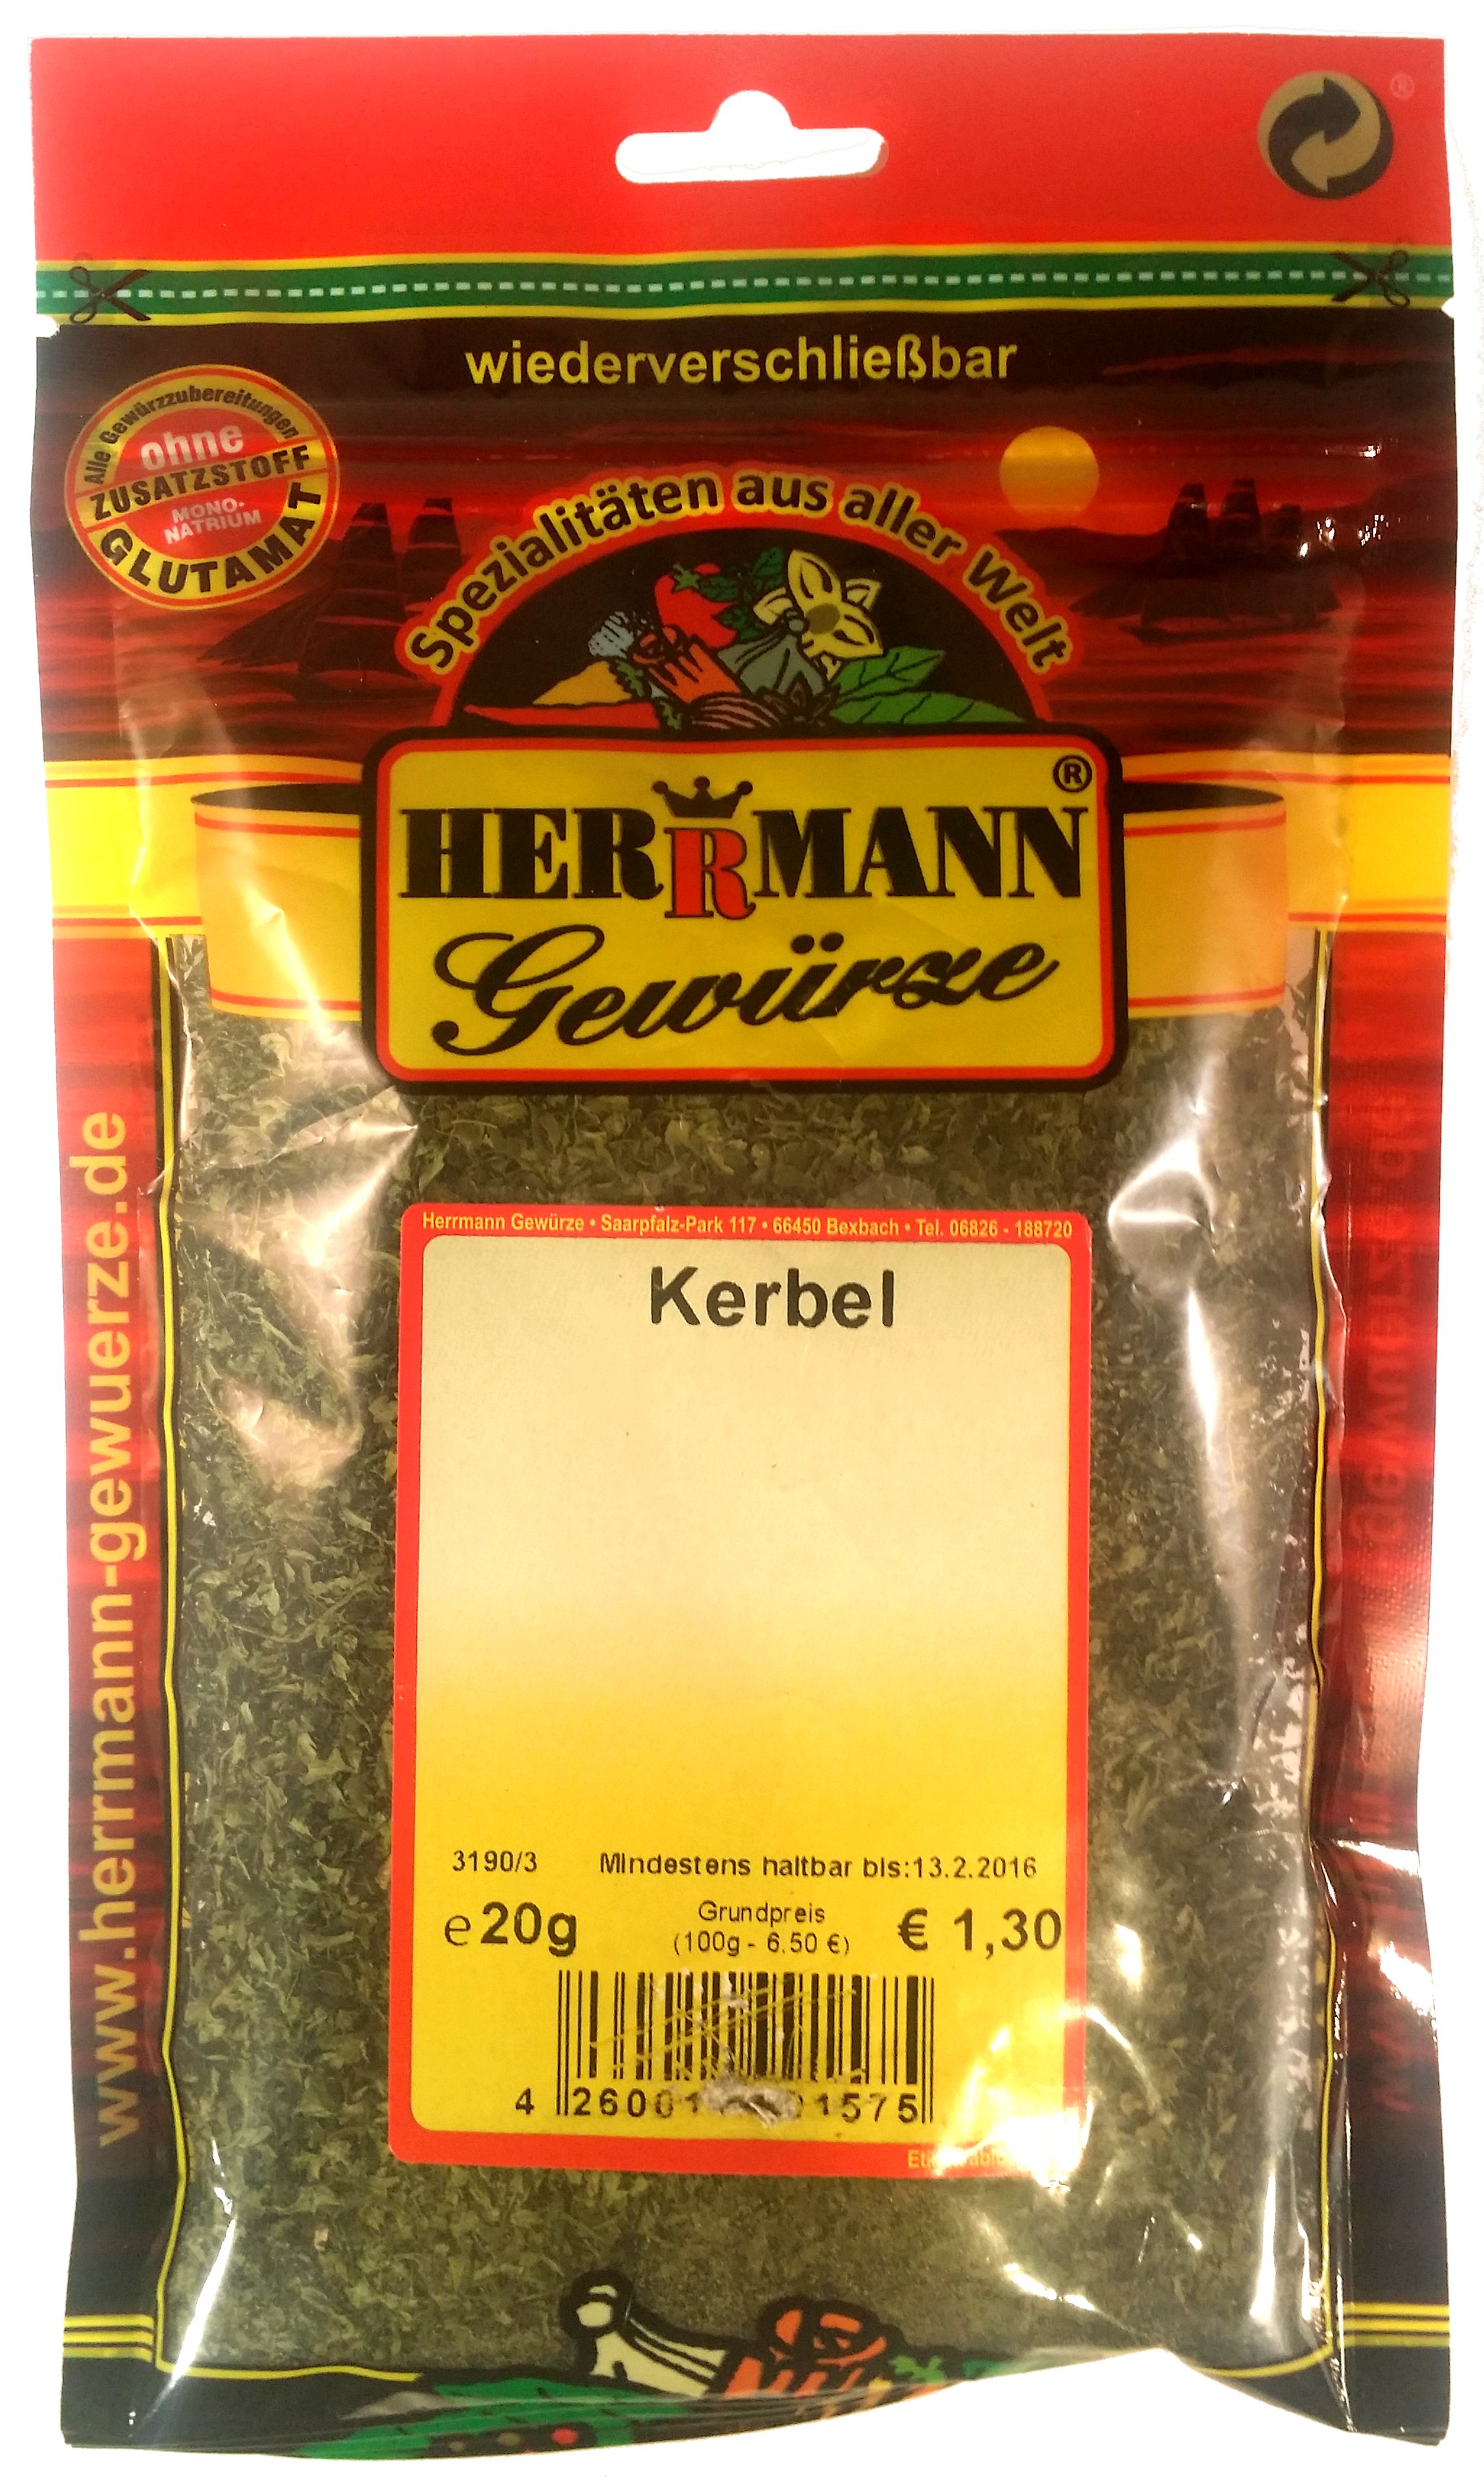 ®
wiederverschließbar
Alle Gewürzzubereitungen
ohne
ZUSATZSTOFF
MONO-
NATRIUM
GLUTAMAT
Spezialitäten aus aller Welt
®
HERRMANN
Gewürze
www.herrmann-gewuerze.de
Herrmann Gewürze • Saarpfalz-Park 117 • 66450 Bexbach • Tel. 06826 - 188720
Kerbel
3190/3 Mindestens haltbar bis:13.2.2016
e 20g Grundpreis € 1,30
(100g - 6.50 €)